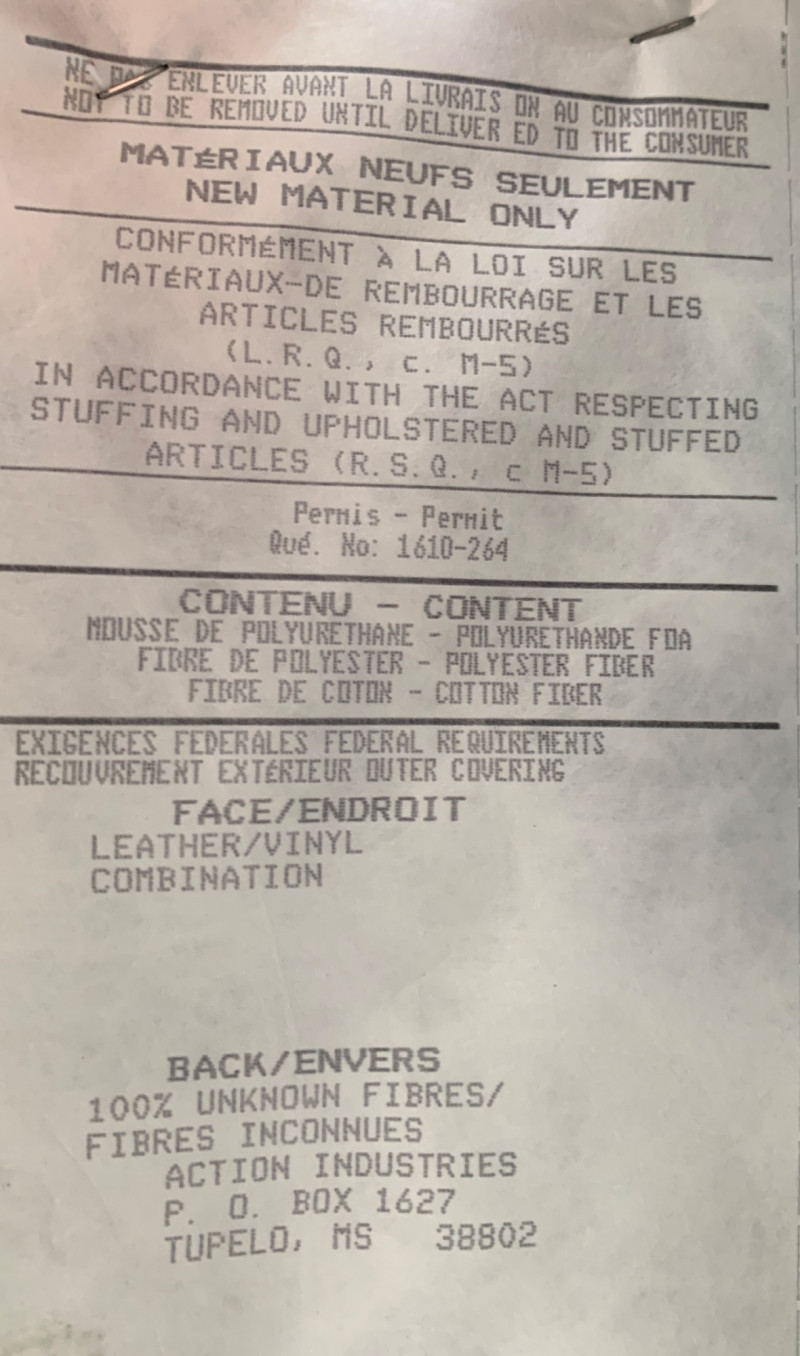 NE PAS ENLEVER AVANT LA LIVRAIS ON AU CONSOMMATEUR
NOT TO BE REMOVED UNTIL DELIVER ED TO THE CONSUMER
MATÉRIAUX NEUFS SEULEMENT
NEW MATERIAL ONLY
CONFORMÉMENT À LA LOI SUR LES
MATÉRIAUX-DE REMBOURRAGE ET LES
ARTICLES REMBOURRÉS
(L.R.Q., c. M-5)
IN ACCORDANCE WITH THE ACT RESPECTING
STUFFING AND UPHOLSTERED AND STUFFED
ARTICLES (R.S.Q., c M-5)
Permis - Permit
Qué. No: 1610-264
CONTENU - CONTENT
MOUSSE DE POLYURETHANE - POLYURETHANDE FOA
FIBRE DE POLYESTER - POLYESTER FIBER
FIBRE DE COTON - COTTON FIBER
EXIGENCES FEDERALES FEDERAL REQUIREMENTS
RECOUVREMENT EXTÉRIEUR OUTER COVERING
FACE/ENDROIT
LEATHER/VINYL
COMBINATION
BACK/ENVERS
100% UNKNOWN FIBRES/
FIBRES INCONNUES
ACTION INDUSTRIES
P. O. BOX 1627
TUPELO, MS 38802